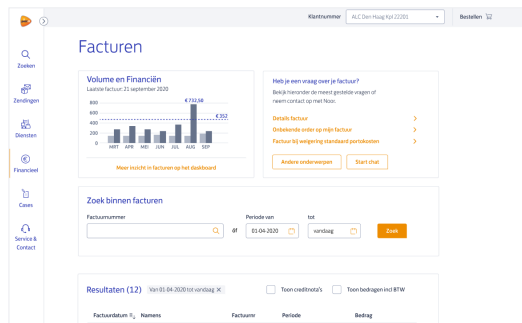 Klantnummer ALC Den Haag Kpl J2201 Bestellen
Facturen
Zoeken
Zendingen
Diensten
Financieel
Cases
Service &
Contact
Volume en Financiën
Laatste factuur: 21 september 2020
800
600
400
200
0
€ 732,58
€ 352
MRT APR MEI JUN JUL AUG SEP
Meer inzicht in facturen op het dashboard
Heb je een vraag over je factuur?
Bekijk hieronder de meest gestelde vragen of
neem contact op met Noor.
Details factuur
Onbekende order op mijn factuur
Factuur bij weigering standaard portokosten
Andere onderwerpen Start chat
Zoek binnen facturen
Factuurnummer Periode van tot
óf 01-04-2020 vandaag Zoek
Resultaten (12) Van 01-04-2020 tot vandaag × Toon creditnota's Toon bedragen incl BTW
Factuurdatum Namens Factuurnr Periode Bedrag